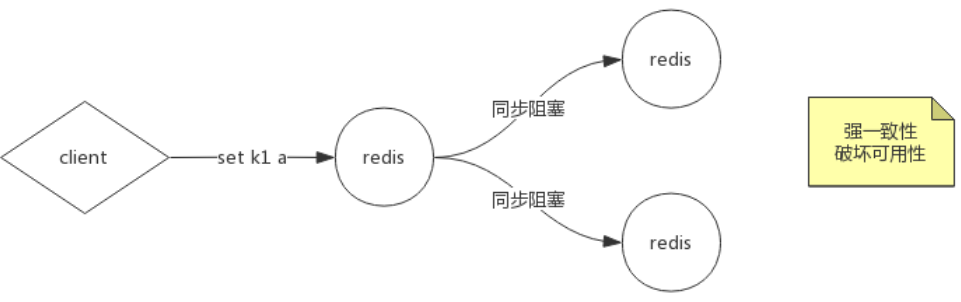 redis
同步阻塞
client
set k1 a
redis
强一致性
破坏可用性
同步阻塞
redis